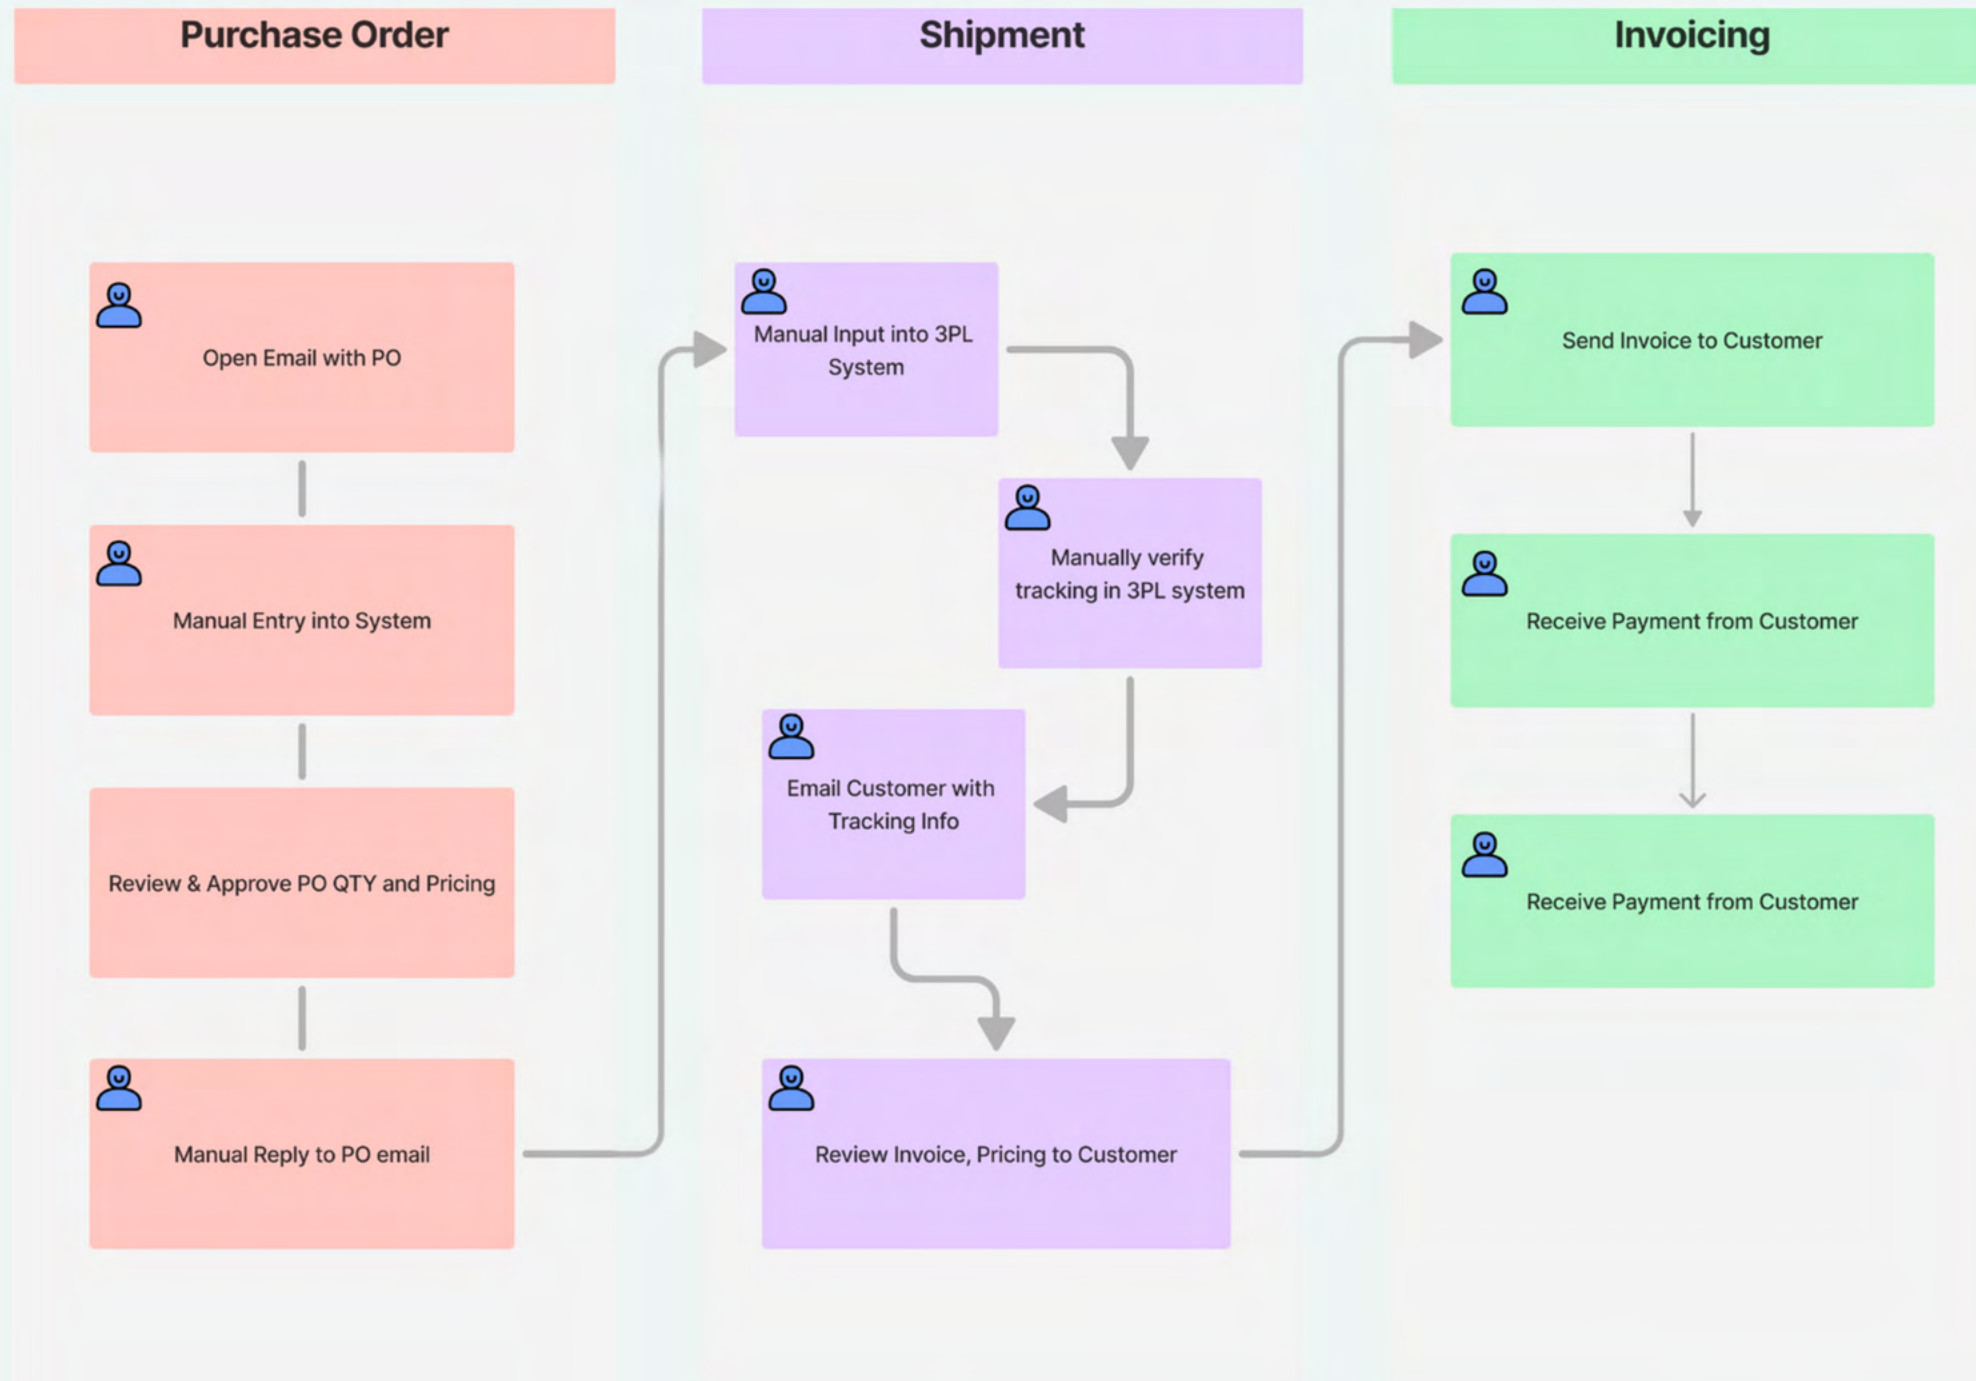 Purchase Order
Open Email with PO
Manual Entry into System
Review & Approve PO QTY and Pricing
Manual Reply to PO email
Shipment
Manual Input into 3PL
System
Manually verify
tracking in 3PL system
Email Customer with
Tracking Info
Review Invoice, Pricing to Customer
Invoicing
Send Invoice to Customer
Receive Payment from Customer
Receive Payment from Customer